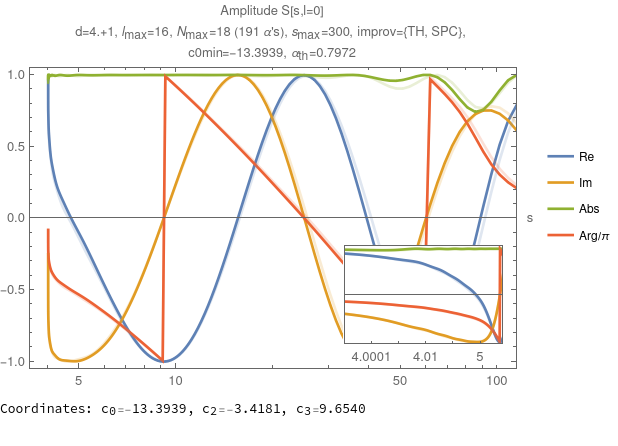 Amplitude S[s,l=0]
d=4.+1, lmax=16, Nmax=18 (191 α's), smax=300, improv={TH, SPC},
c0min=-13.3939, αth=0.7972
1.0
0.5
0.0
-0.5
-1.0
s
Re
Im
Abs
Arg/π
4.0001 4.01 5
5 10 50 100
Coordinates: c0=-13.3939, c2=-3.4181, c3=9.6540